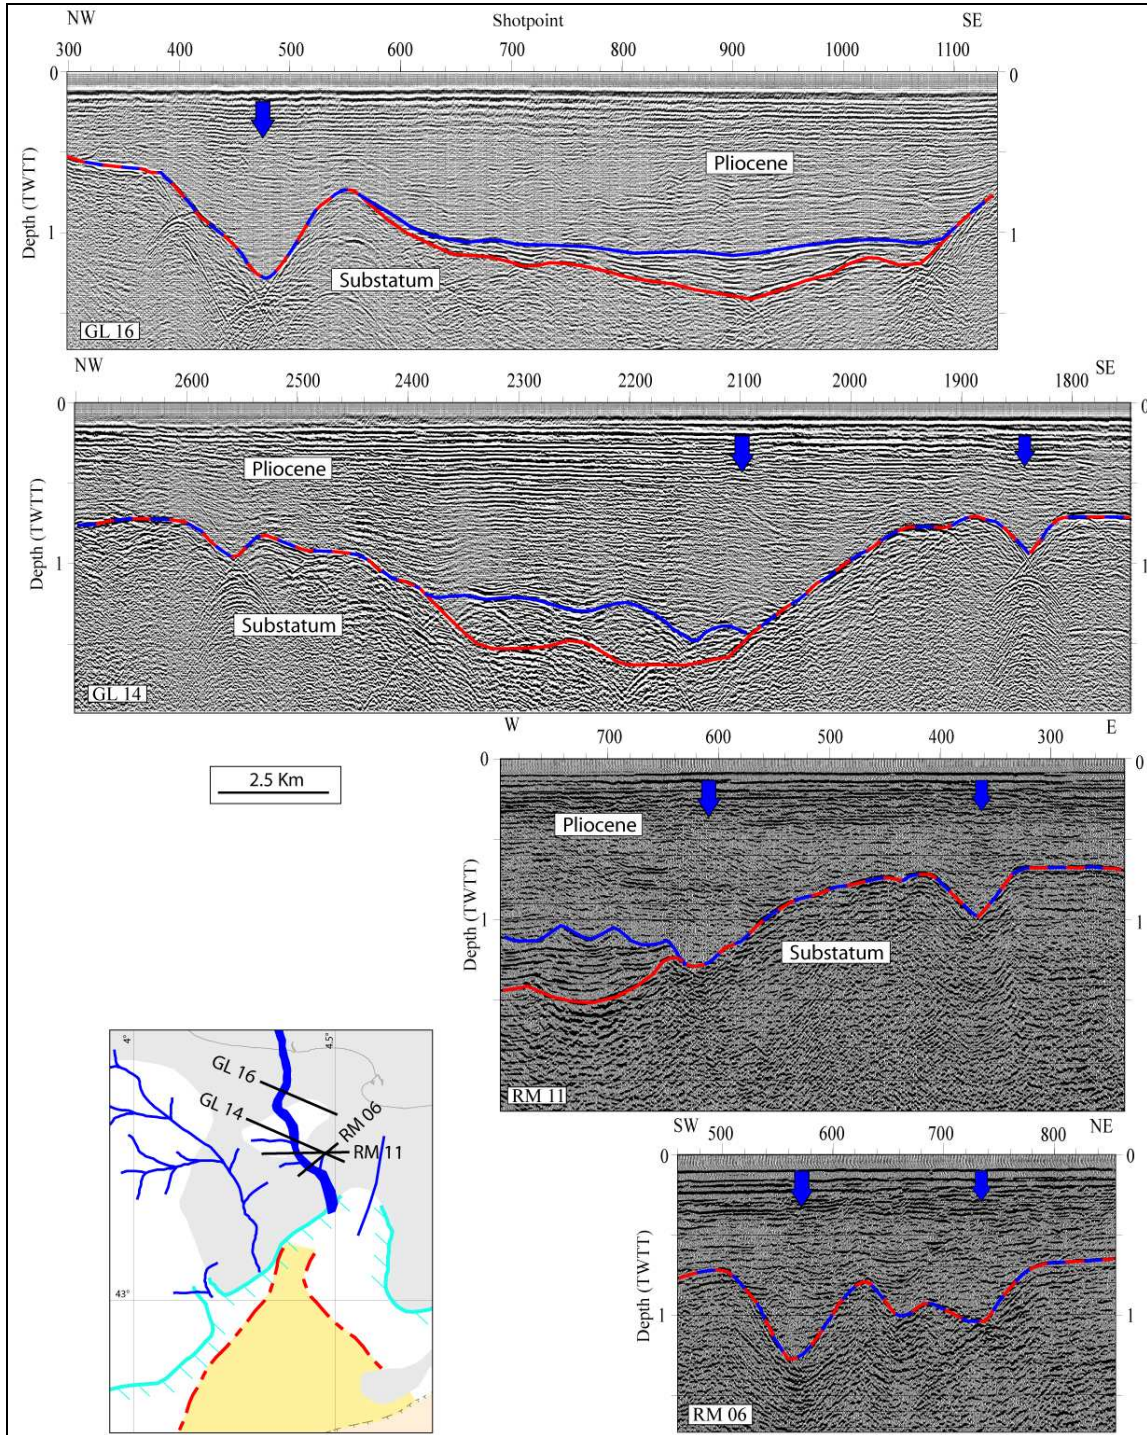 NW Shotpoint SE
300 400 500 600 700 800 900 1000 1100
0 0
Pliocene
Depth (TWTT)
1 1
Substatum
GL 16
NW SE
2600 2500 2400 2300 2200 2100 2000 1900 1800
0 0
Pliocene
Depth (TWTT)
1 1
Substatum
GL 14
W E
700 600 500 400 300
0 0
2.5 Km
Pliocene
Depth (TWTT)
1 1
Substatum
RM 11
4° 4.5°
GL 16
GL 14
RM 06
RM 11
43°
SW 500 600 700 800 NE
0 0
Depth (TWTT)
1 1
RM 06